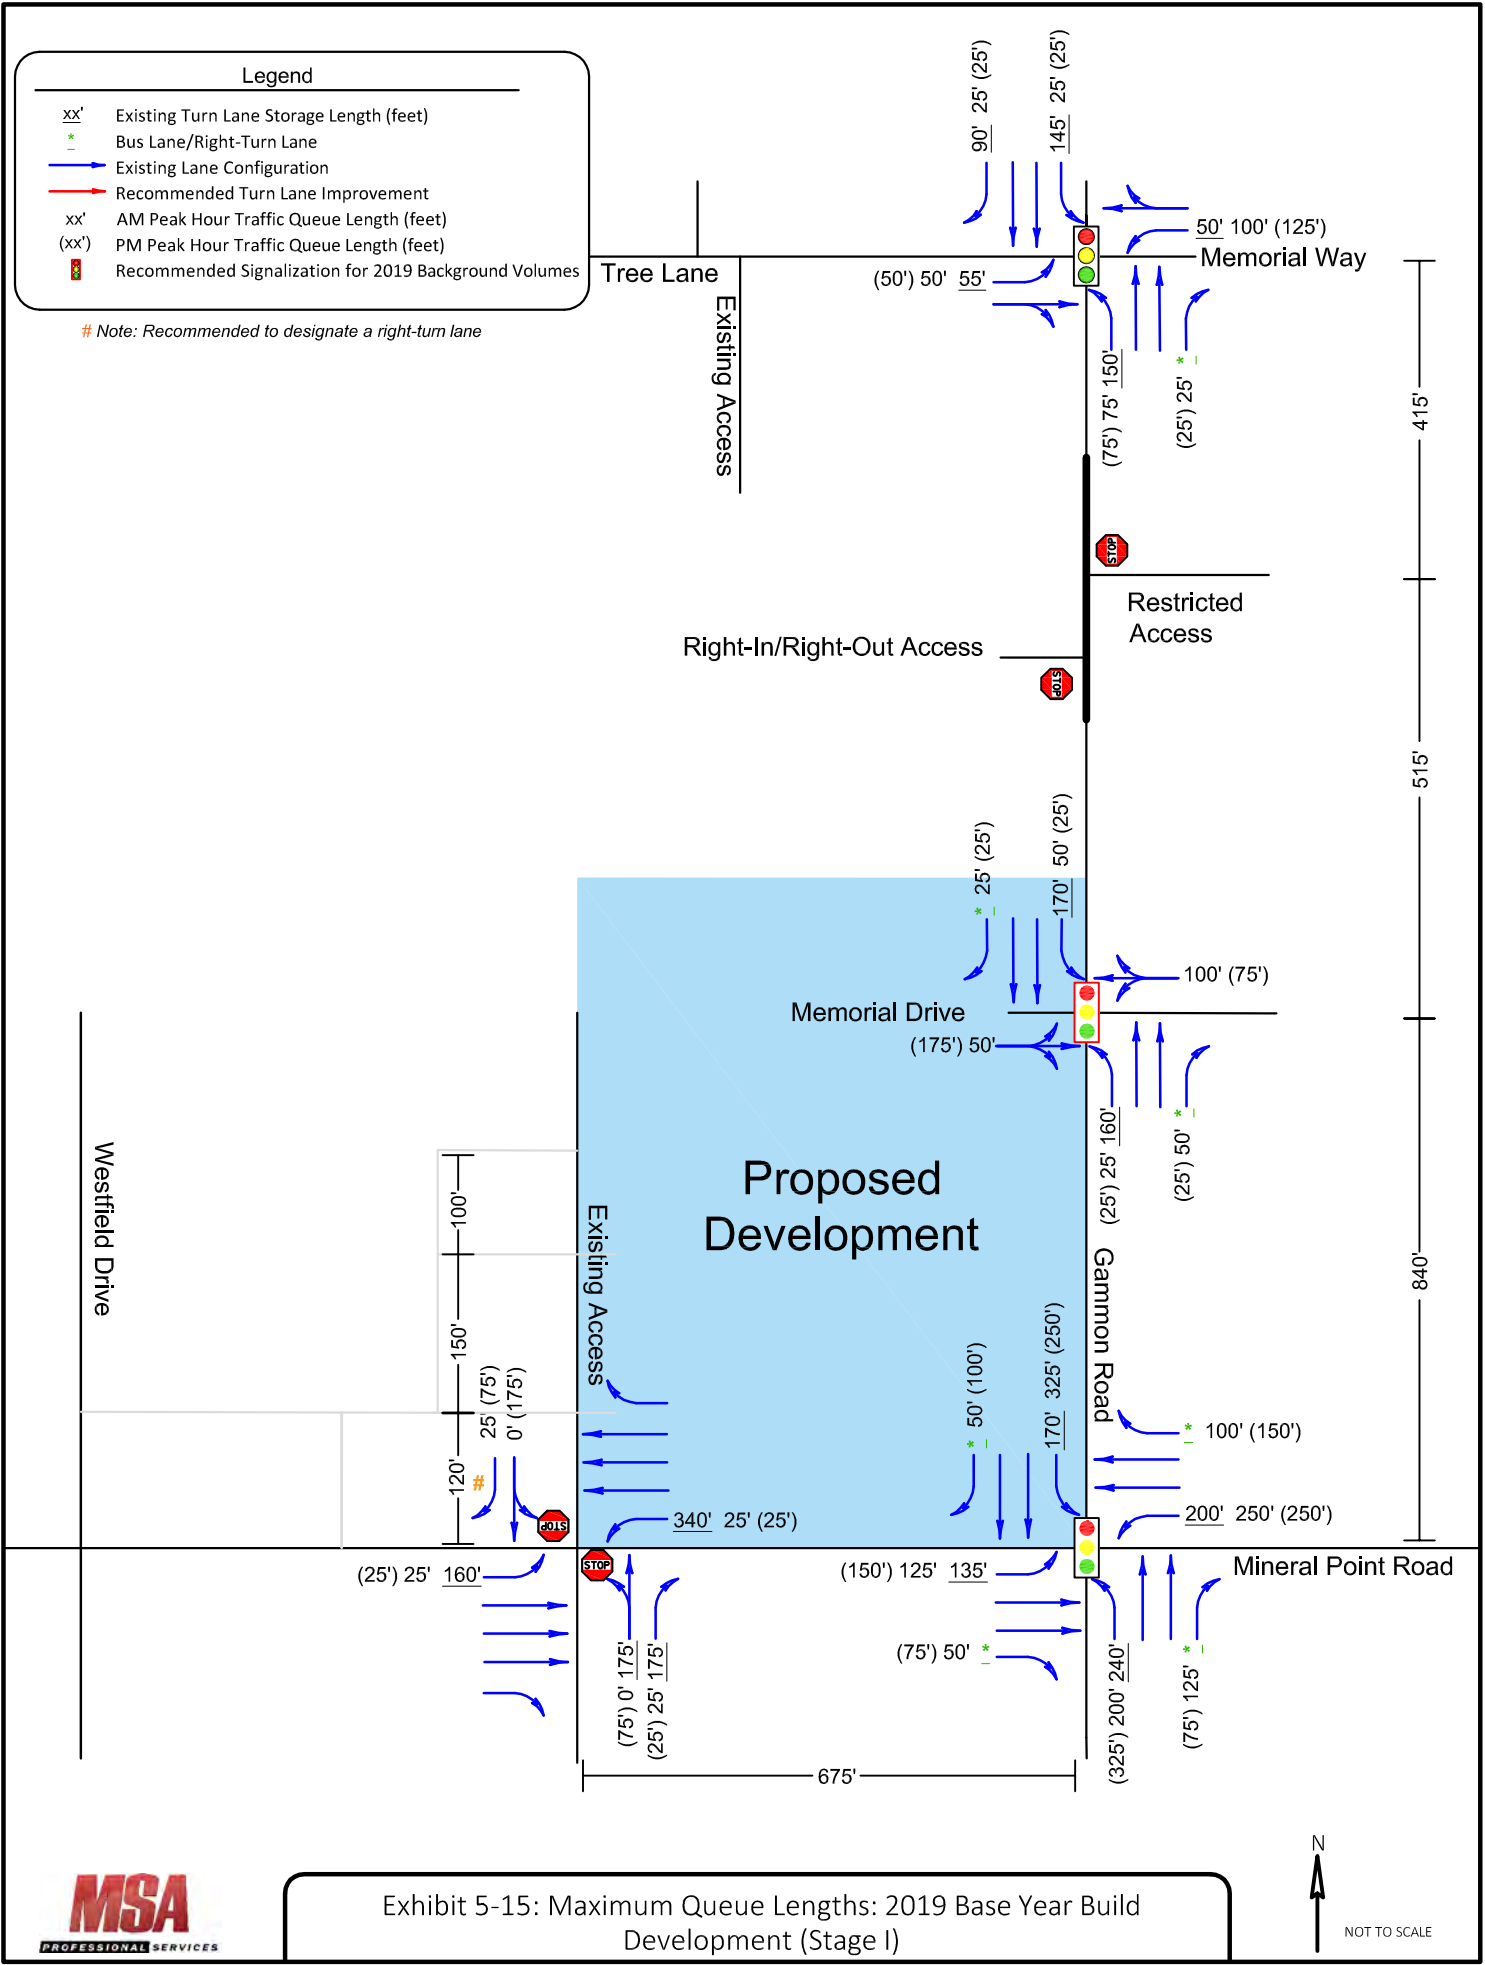 Legend
xx' Existing Turn Lane Storage Length (feet)
* Bus Lane/Right-Turn Lane
Existing Lane Configuration
Recommended Turn Lane Improvement
xx' AM Peak Hour Traffic Queue Length (feet)
(xx') PM Peak Hour Traffic Queue Length (feet)
Recommended Signalization for 2019 Background Volumes
# Note: Recommended to designate a right-turn lane
90' 25' (25')
145' 25' (25')
50' 100' (125')
Memorial Way
Tree Lane
(50') 50' 55'
Existing Access
(75') 75' 150'
(25') 25' *
415'
STOP
Restricted
Access
Right-In/Right-Out Access
STOP
515'
* 25' (25')
170' 50' (25')
100' (75')
Memorial Drive
(175') 50'
(25') 25' 160'
(25') 50' *
Westfield Drive
100'
Proposed
Development
Existing Access
Gammon Road
840'
150'
120'
25' (75')
0' (175')
#
* 50' (100')
170' 325' (250')
* 100' (150')
340' 25' (25')
200' 250' (250')
STOP
STOP
(25') 25' 160'
(150') 125' 135'
Mineral Point Road
(75') 50' *
(75') 0' 175'
(25') 25' 175'
(325') 200' 240'
(75') 125' *
675'
N
NOT TO SCALE
MSA
PROFESSIONAL SERVICES
Exhibit 5-15: Maximum Queue Lengths: 2019 Base Year Build
Development (Stage I)